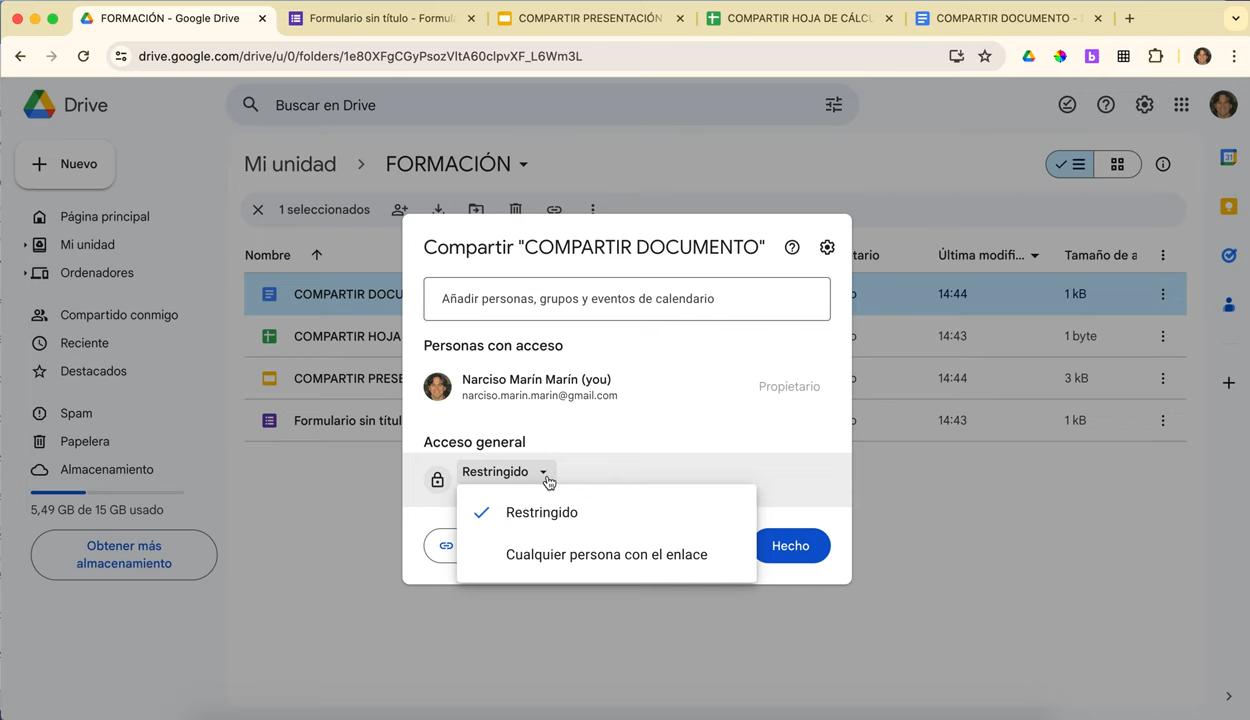 FORMACIÓN - Google Drive
Formulario sin título - Formula
COMPARTIR PRESENTACIÓN
COMPARTIR HOJA DE CÁLCU
COMPARTIR DOCUMENTO -
drive.google.com/drive/u/0/folders/1e80XFgCGyPsozVltA60clpvXF_L6Wm3L
Drive
Buscar en Drive
Nuevo
Mi unidad
FORMACIÓN
1 seleccionados
Página principal
Mi unidad
Ordenadores
Compartido conmigo
Reciente
Destacados
Spam
Papelera
Almacenamiento
5,49 GB de 15 GB usado
Obtener más
almacenamiento
Nombre
tario
Última modifi...
Tamaño de a
COMPARTIR DOCU
14:44
1 kB
COMPARTIR HOJA
14:43
1 byte
COMPARTIR PRESE
14:44
3 kB
Formulario sin títul
14:43
1 kB
Compartir "COMPARTIR DOCUMENTO"
Añadir personas, grupos y eventos de calendario
Personas con acceso
Narciso Marín Marín (you)
narciso.marin.marin@gmail.com
Propietario
Acceso general
Restringido
Restringido
Cualquier persona con el enlace
Hecho
31